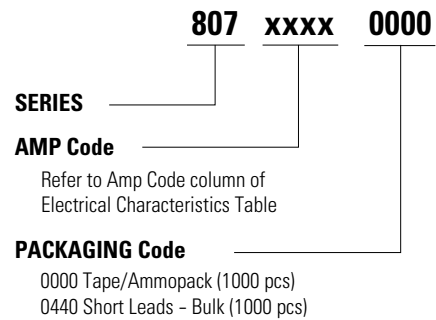 807 xxxx 0000
SERIES
AMP Code
Refer to Amp Code column of
Electrical Characteristics Table
PACKAGING Code
0000 Tape/Ammopack (1000 pcs)
0440 Short Leads – Bulk (1000 pcs)